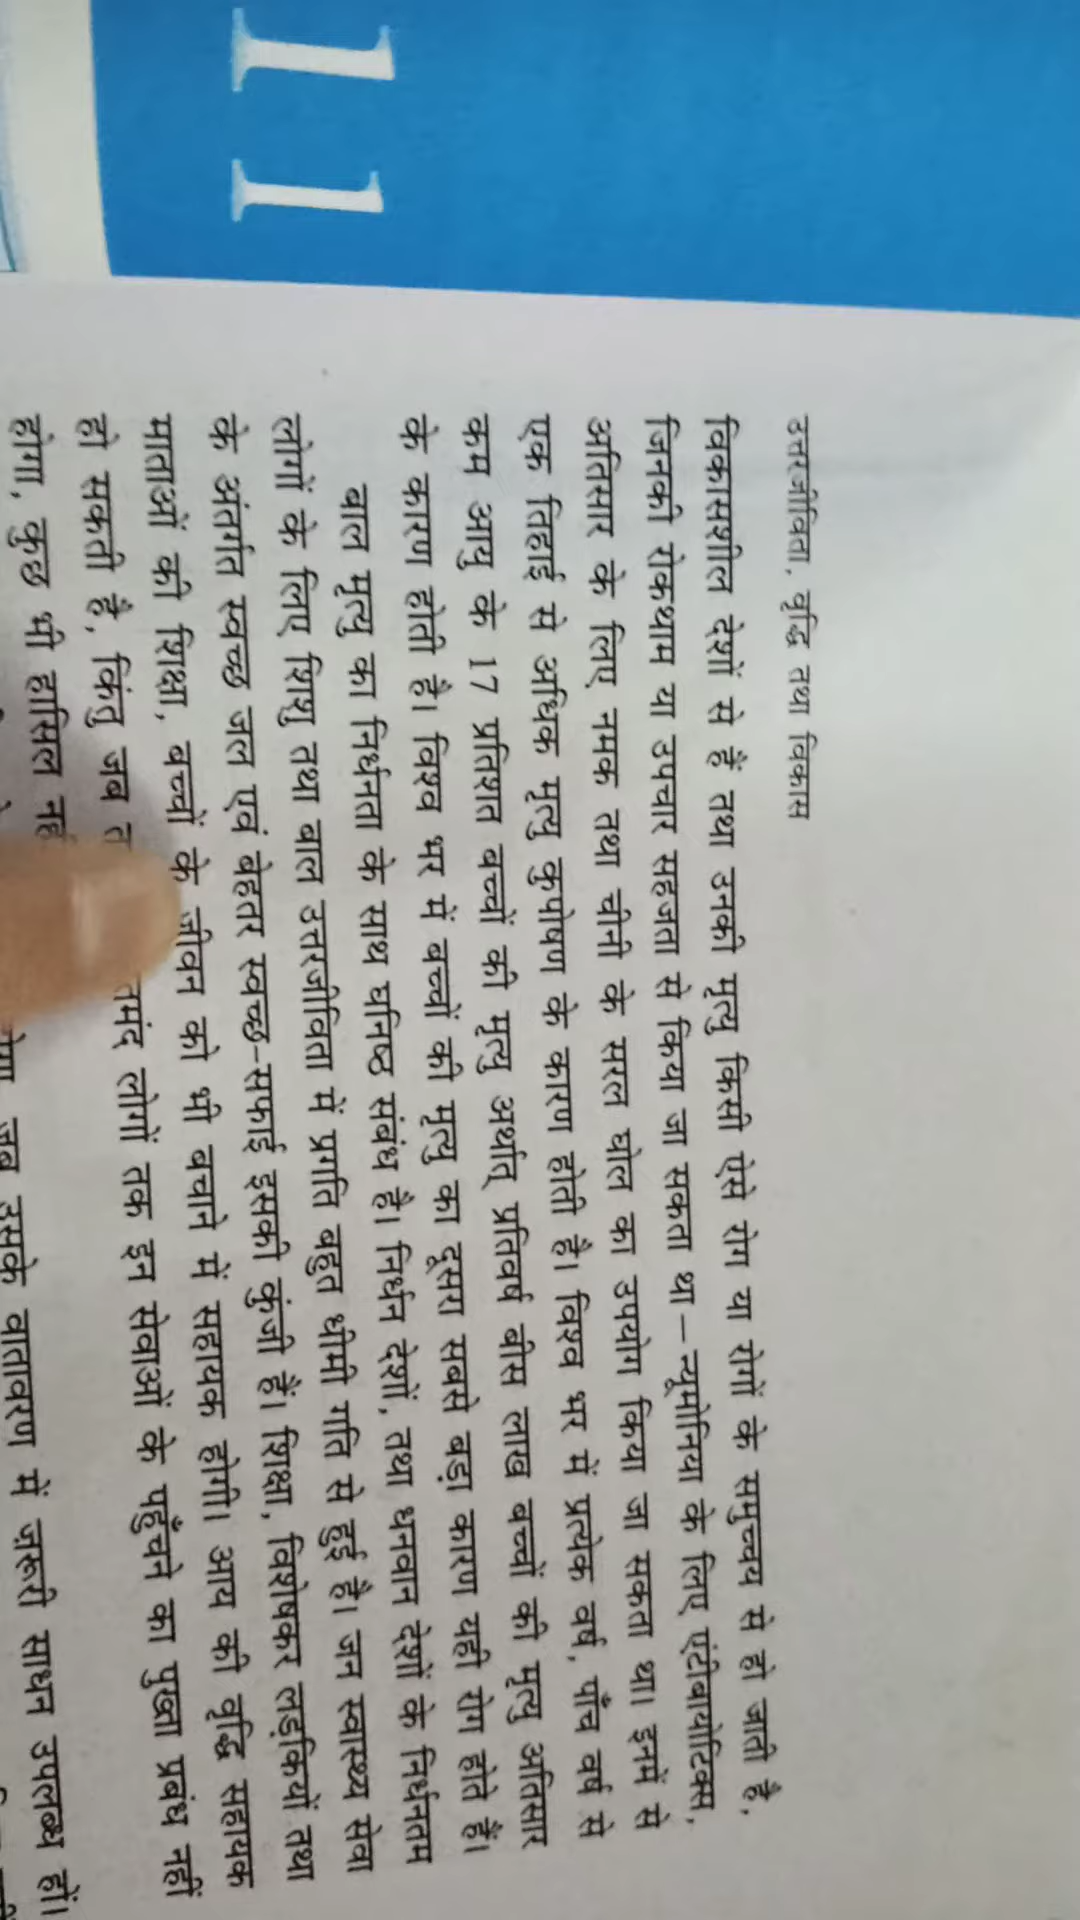 11
उत्तरजीविता, वृद्धि तथा विकास
विकासशील देशों से हैं तथा उनकी मृत्यु किसी ऐसे रोग या रोगों के समुच्चय से हो जाती है,
जिनकी रोकथाम या उपचार सहजता से किया जा सकता था – न्यूमोनिया के लिए एंटीबायोटिक्स,
अतिसार के लिए नमक तथा चीनी के सरल घोल का उपयोग किया जा सकता था। इनमें से
एक तिहाई से अधिक मृत्यु कुपोषण के कारण होती है। विश्व भर में प्रत्येक वर्ष, पाँच वर्ष से
कम आयु के 17 प्रतिशत बच्चों की मृत्यु अर्थात् प्रतिवर्ष बीस लाख बच्चों की मृत्यु अतिसार
के कारण होती है। विश्व भर में बच्चों की मृत्यु का दूसरा सबसे बड़ा कारण यही रोग होते हैं।
बाल मृत्यु का निर्धनता के साथ घनिष्ठ संबंध है। निर्धन देशों, तथा धनवान देशों के निर्धनतम
लोगों के लिए शिशु तथा बाल उत्तरजीविता में प्रगति बहुत धीमी गति से हुई है। जन स्वास्थ्य सेवा
के अंतर्गत स्वच्छ जल एवं बेहतर स्वच्छ-सफाई इसकी कुंजी हैं। शिक्षा, विशेषकर लड़कियों तथा
माताओं की शिक्षा, बच्चों के जीवन को भी बचाने में सहायक होगी। आय की वृद्धि सहायक
हो सकती है, किंतु जब लोगों तक इन सेवाओं के पहुँचने का पुख़्ता प्रबंध नहीं
होगा, कुछ भी हासिल जब उसके वातावरण में ज़रूरी साधन उपलब्ध हों।